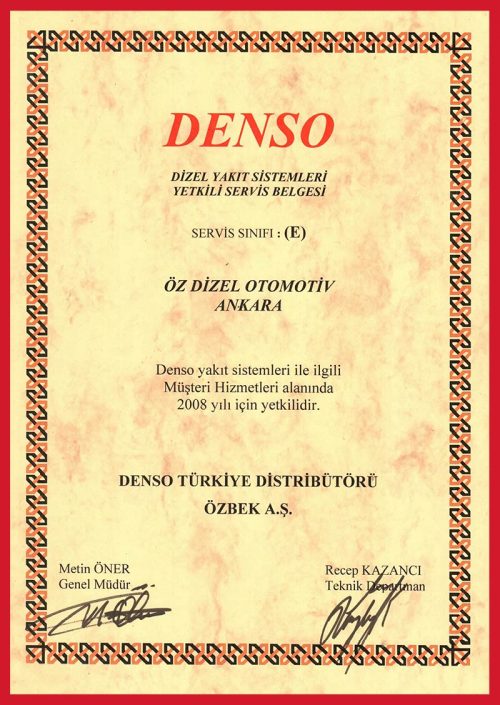 DENSO
DİZEL YAKIT SİSTEMLERİ
YETKİLİ SERVİS BELGESİ
SERVİS SINIFI : (E)
ÖZ DİZEL OTOMOTİV
ANKARA
Denso yakıt sistemleri ile ilgili
Müşteri Hizmetleri alanında
2008 yılı için yetkilidir.
DENSO TÜRKİYE DİSTRİBÜTÖRÜ
ÖZBEK A.Ş.
Metin ÖNER
Genel Müdür
Recep KAZANCI
Teknik Departman